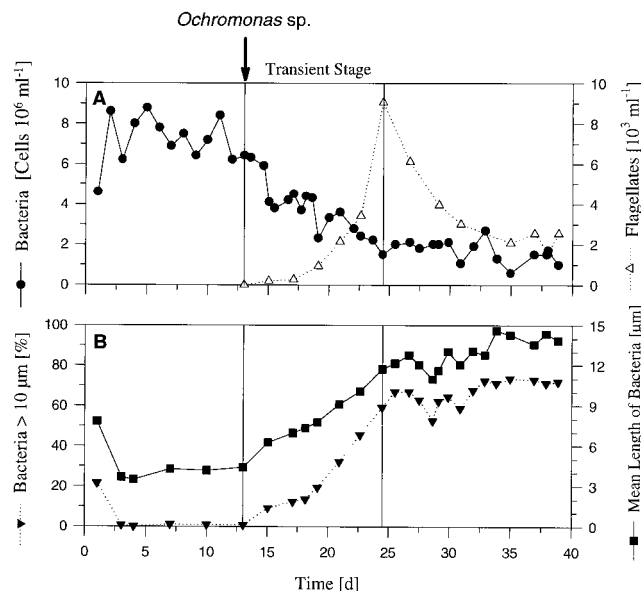 Ochromonas sp.
Transient Stage
A
10
8
6
4
2
0
10
8
6
4
2
0
Bacteria [Cells 10⁶ ml⁻¹]
Flagellates [10³ ml⁻¹]
B
100
80
60
40
20
0
15
12
9
6
3
0
Bacteria > 10 µm [%]
Mean Length of Bacteria [µm]
0 5 10 15 20 25 30 35 40
Time [d]